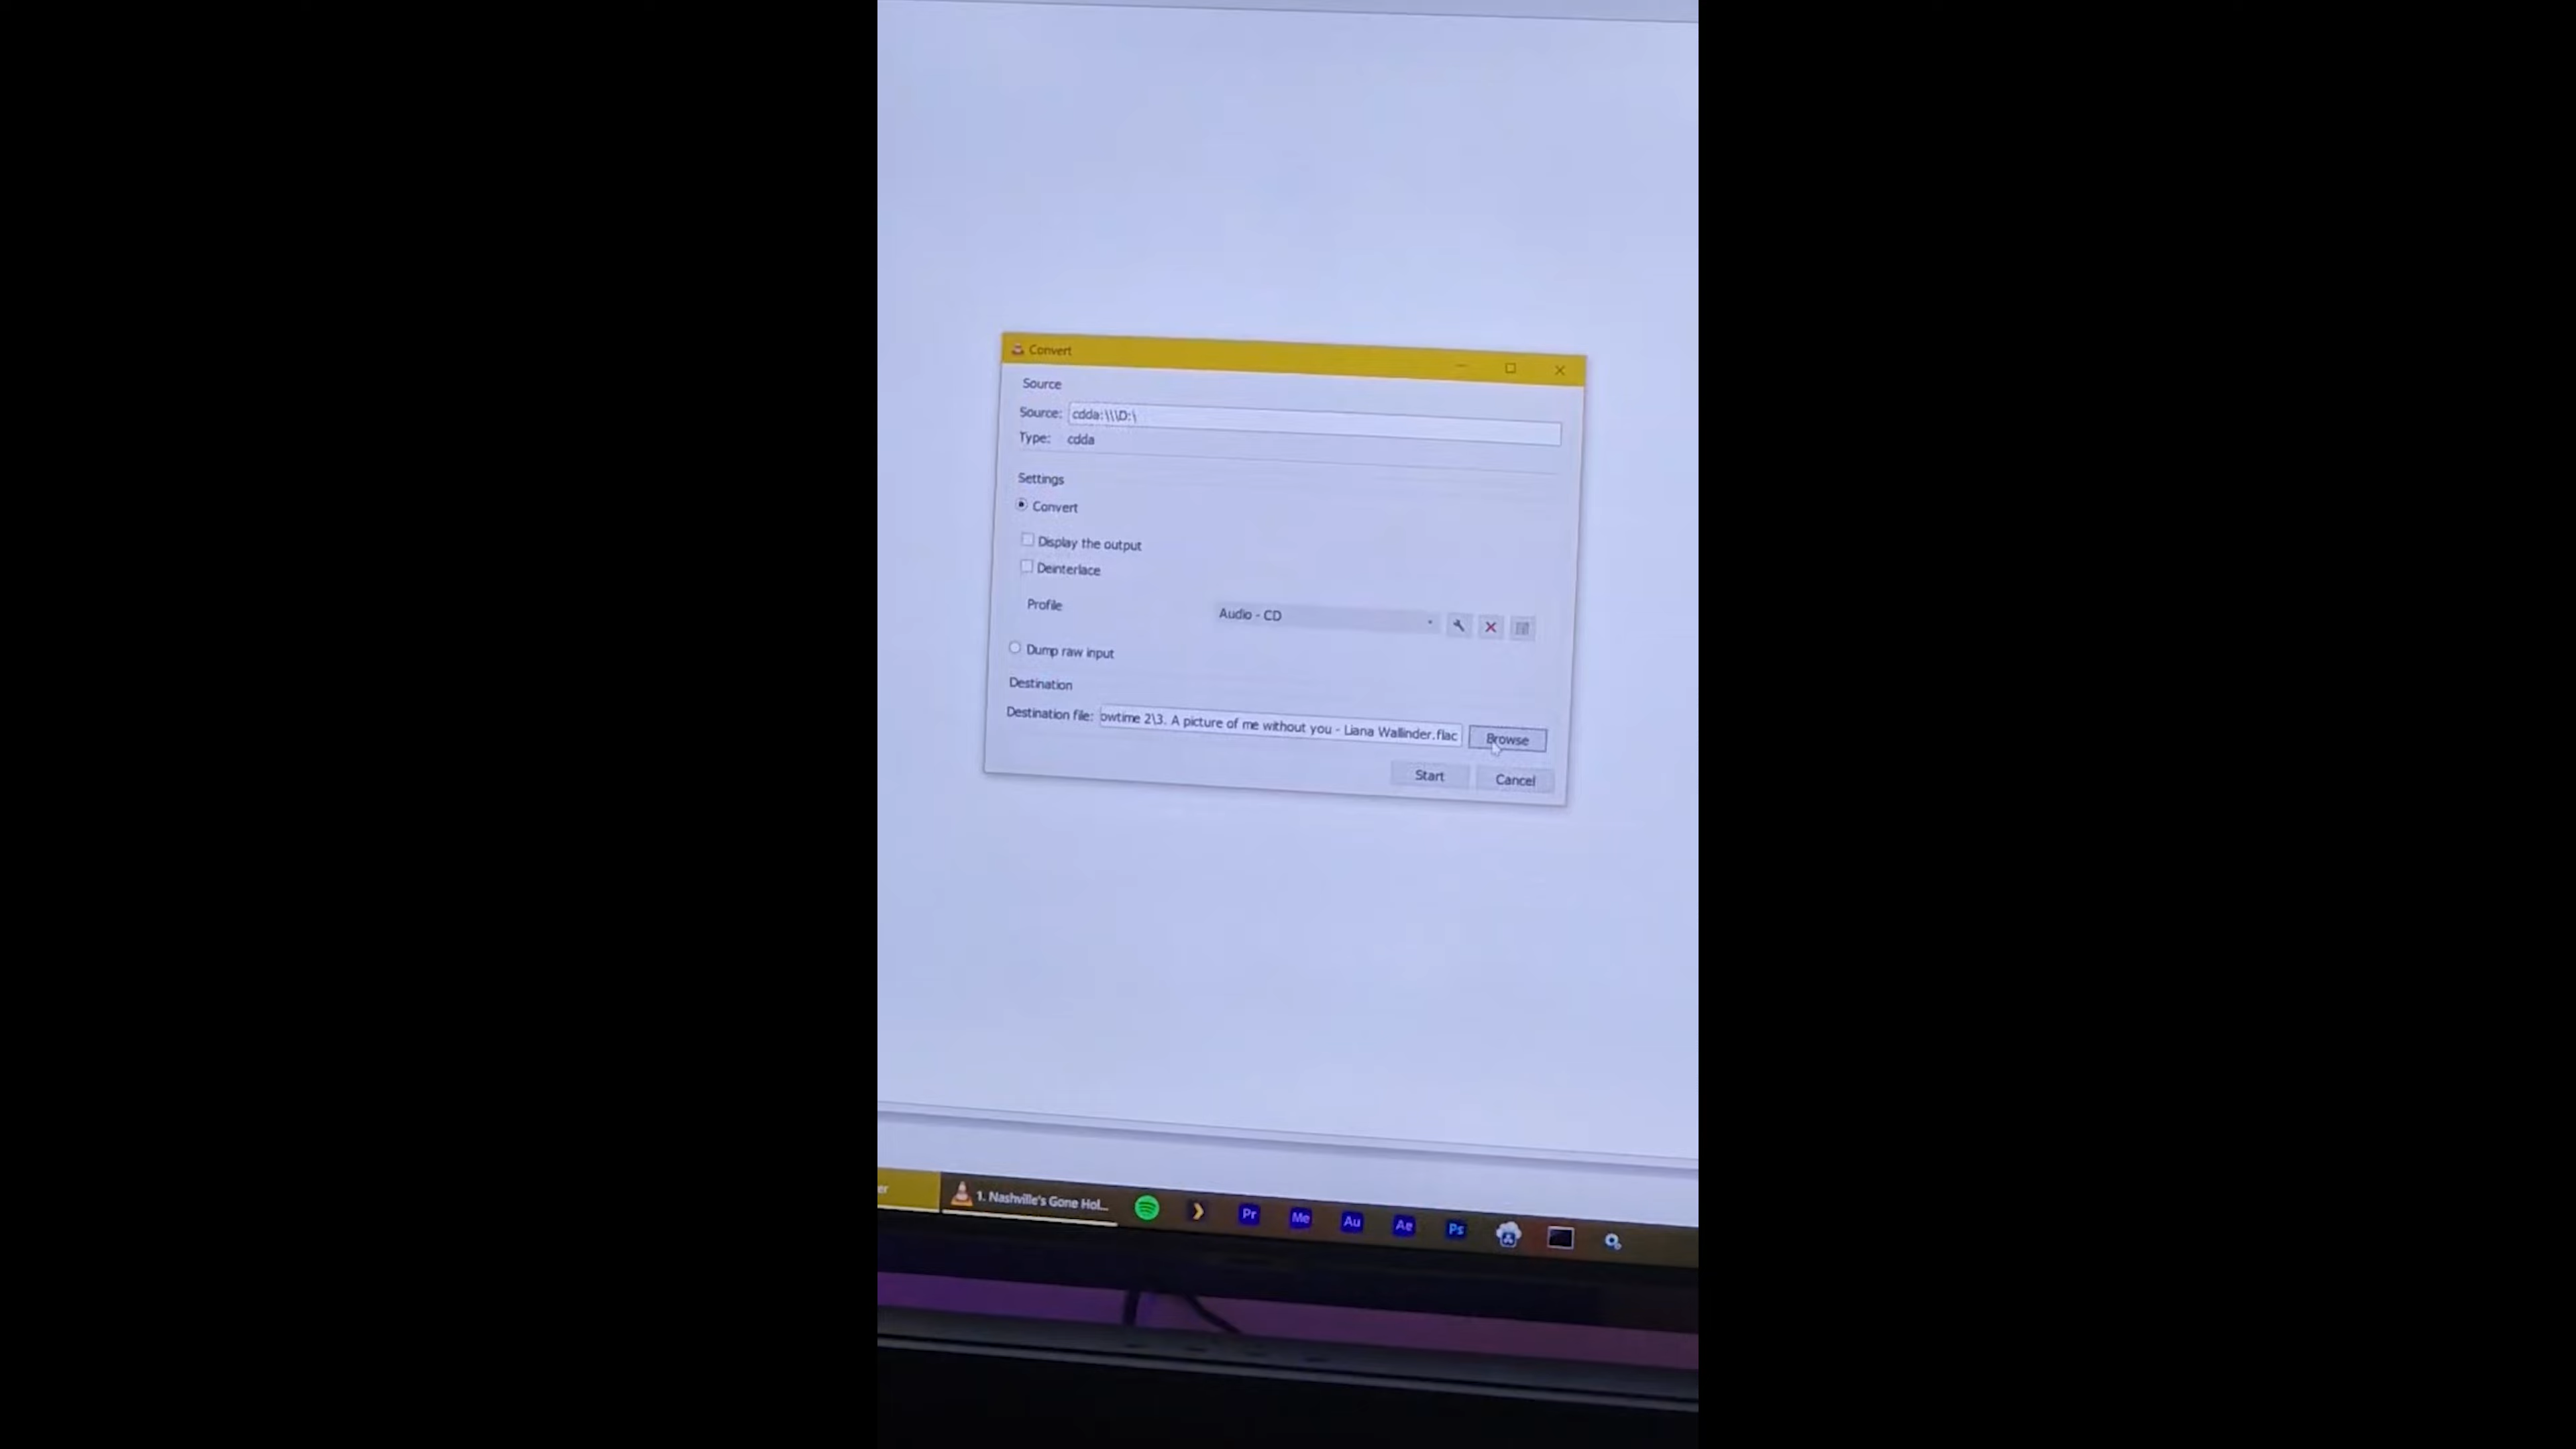 Convert
Source
Source: cdda:\\\D:\
Type: cdda
Settings
Convert
Display the output
Deinterlace
Profile Audio - CD
Dump raw input
Destination
Destination file: owtime 2\3. A picture of me without you - Liana Wallinder.flac Browse
Start Cancel
er 1. Nashville's Gone Hol... Pr Me Au Ae Ps